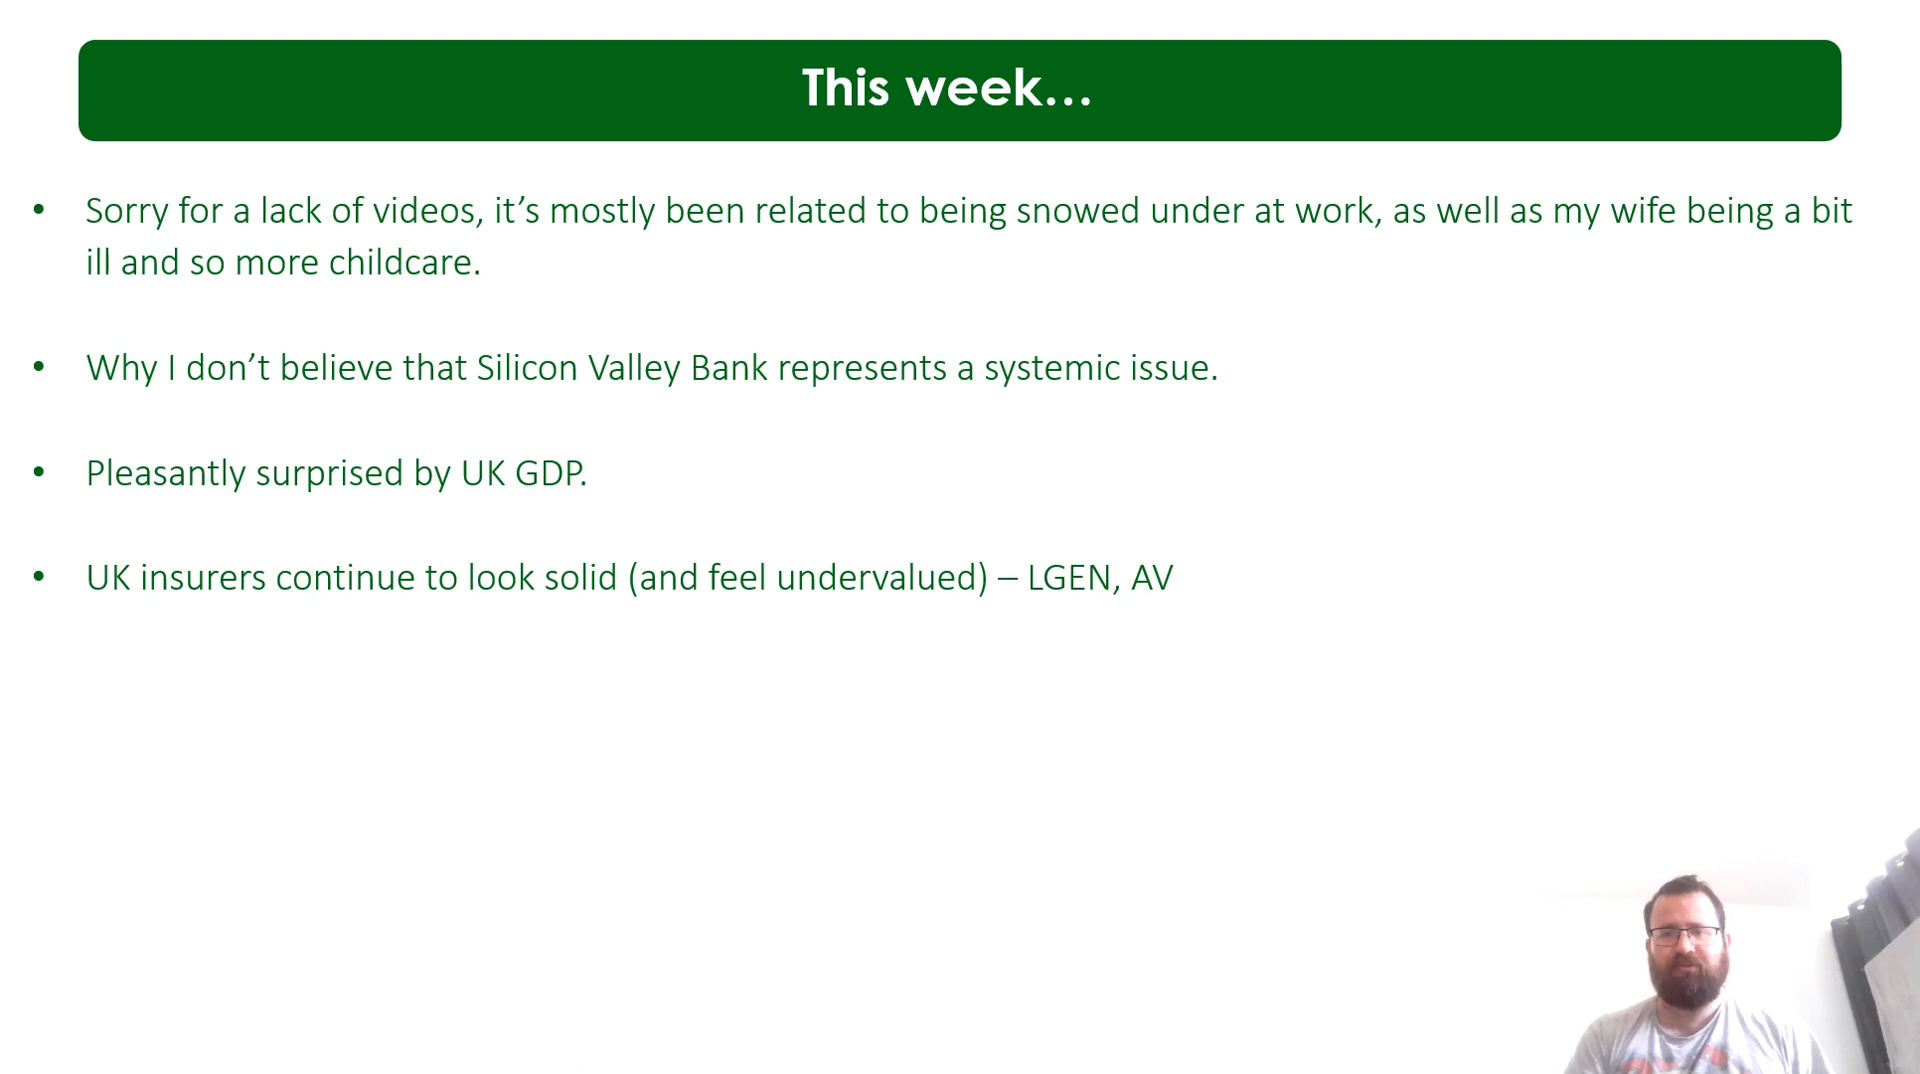 This week...
• Sorry for a lack of videos, it’s mostly been related to being snowed under at work, as well as my wife being a bit
ill and so more childcare.
• Why I don’t believe that Silicon Valley Bank represents a systemic issue.
• Pleasantly surprised by UK GDP.
• UK insurers continue to look solid (and feel undervalued) – LGEN, AV